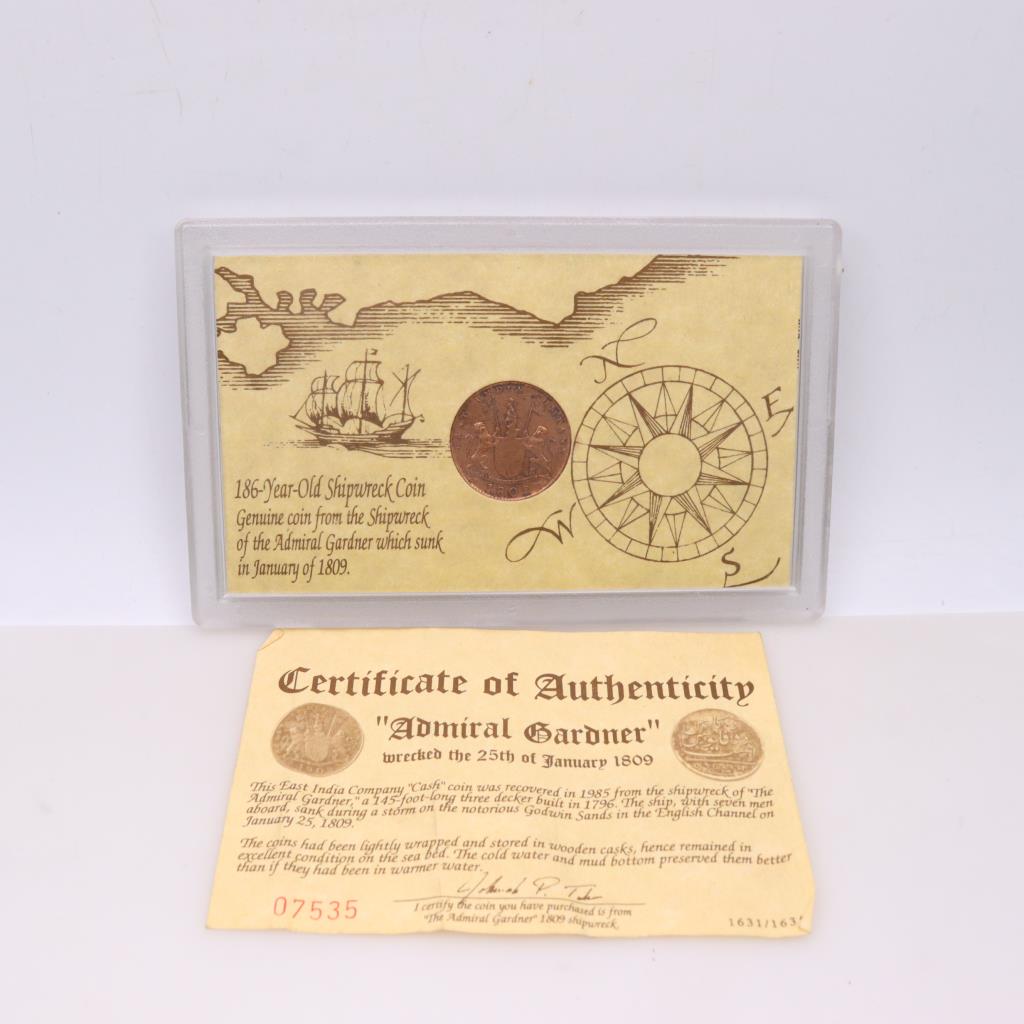 N
E
W
S
186-Year-Old Shipwreck Coin
Genuine coin from the Shipwreck
of the Admiral Gardner which sunk
in January of 1809.
Certificate of Authenticity
"Admiral Gardner"
wrecked the 25th of January 1809
This East India Company "Cash" coin was recovered in 1985 from the shipwreck of "The
Admiral Gardner," a 145-foot-long three decker built in 1796. The ship, with seven men
aboard, sank during a storm on the notorious Godwin Sands in the English Channel on
January 25, 1809.
The coins had been lightly wrapped and stored in wooden casks, hence remained in
excellent condition on the sea bed. The cold water and mud bottom preserved them better
than if they had been in warmer water.
07535
I certify the coin you have purchased is from
"The Admiral Gardner" 1809 shipwreck.